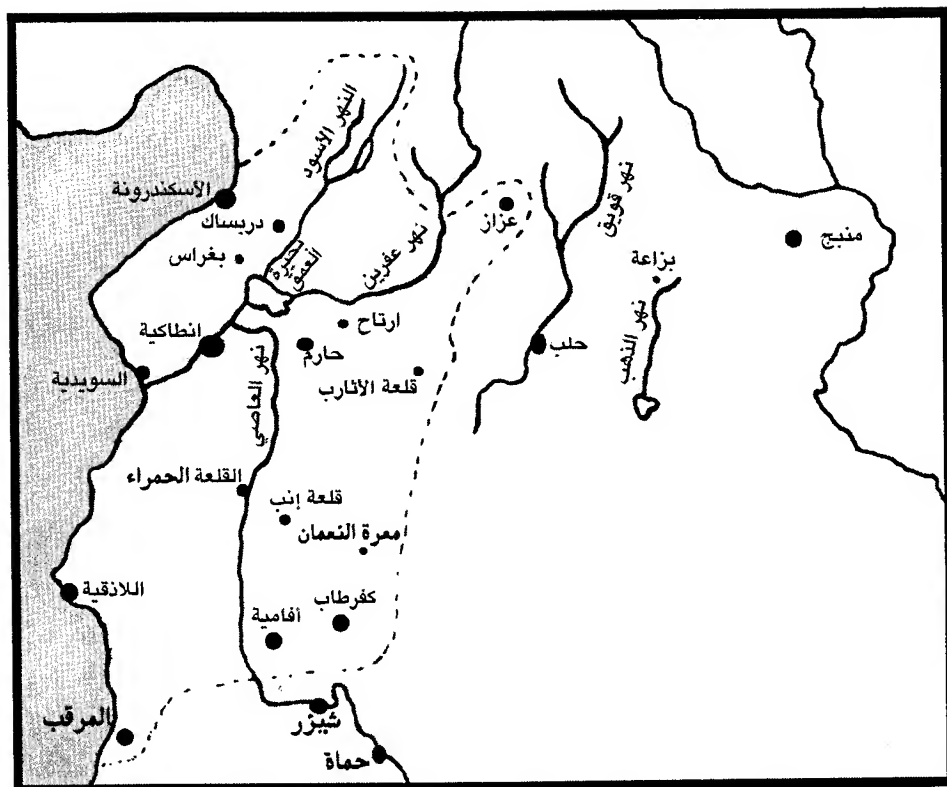 النهر الأسود
الأسكندرونة
دربساك
بغراس
بحيرة
العمق
نهر عفرين
عزاز
نهر قويق
منبج
بزاعة
نهر الذهب
ارتاح
انطاكية
حارم
حلب
قلعة الأثارب
السويدية
نهر العاصي
القلعة الحمراء
قلعة إنب
معرة النعمان
اللاذقية
كفرطاب
أفامية
المرقب
شيزر
حماة